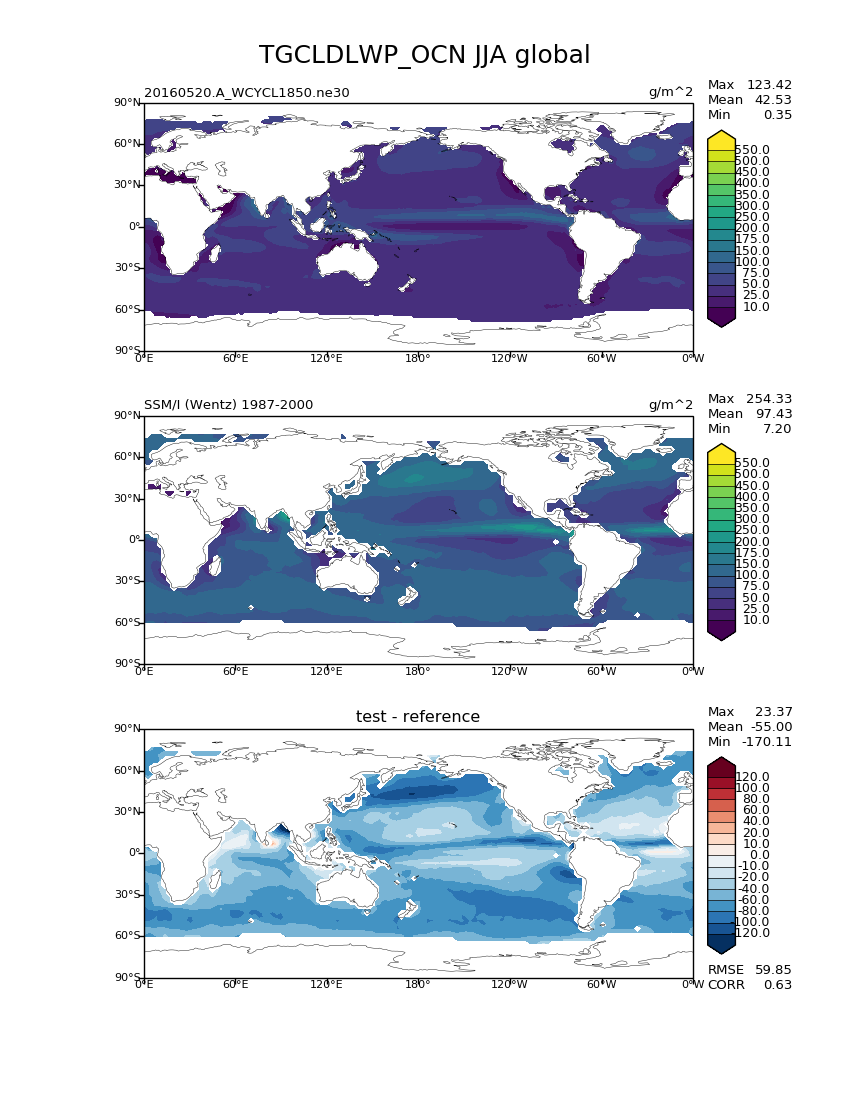 TGCLDLWP_OCN JJA global
20160520.A_WCYCL1850.ne30
g/m^2
Max 123.42
Mean 42.53
Min 0.35
90°N
60°N
30°N
0°
30°S
60°S
90°S
0°E 60°E 120°E 180° 120°W 60°W 0°W
550.0
500.0
450.0
400.0
350.0
300.0
250.0
200.0
175.0
150.0
100.0
75.0
50.0
25.0
10.0
SSM/I (Wentz) 1987-2000
g/m^2
Max 254.33
Mean 97.43
Min 7.20
90°N
60°N
30°N
0°
30°S
60°S
90°S
0°E 60°E 120°E 180° 120°W 60°W 0°W
550.0
500.0
450.0
400.0
350.0
300.0
250.0
200.0
175.0
150.0
100.0
75.0
50.0
25.0
10.0
test - reference
Max 23.37
Mean -55.00
Min -170.11
90°N
60°N
30°N
0°
30°S
60°S
90°S
0°E 60°E 120°E 180° 120°W 60°W 0°W
120.0
100.0
80.0
60.0
40.0
20.0
10.0
0.0
-10.0
-20.0
-40.0
-60.0
-80.0
-100.0
-120.0
RMSE 59.85
CORR 0.63